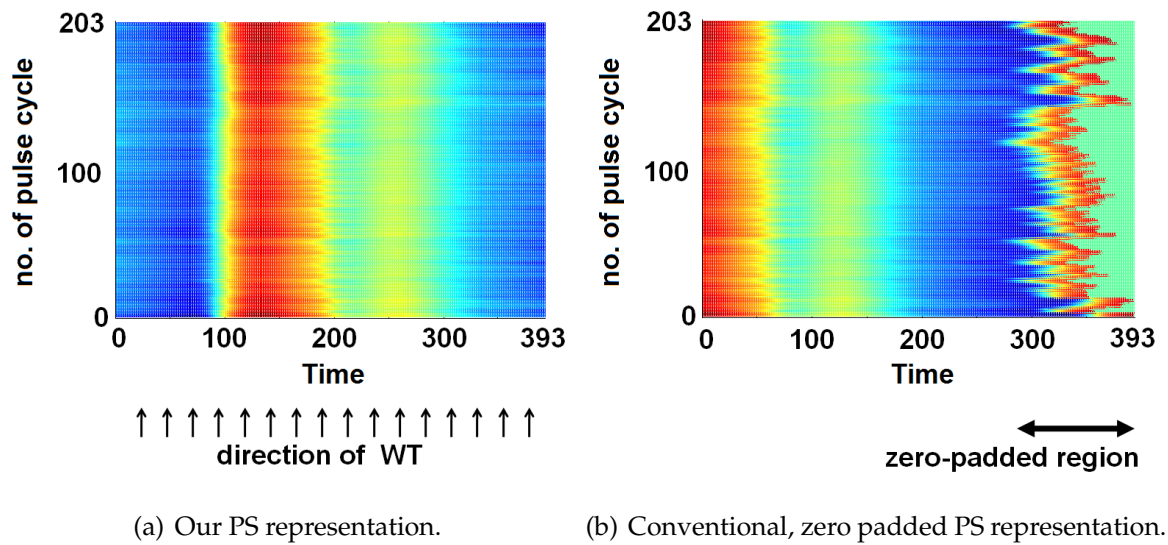 203
100
0
no. of pulse cycle
0 100 200 300 393
Time
direction of WT
(a) Our PS representation.
203
100
0
no. of pulse cycle
0 100 200 300 393
Time
zero-padded region
(b) Conventional, zero padded PS representation.